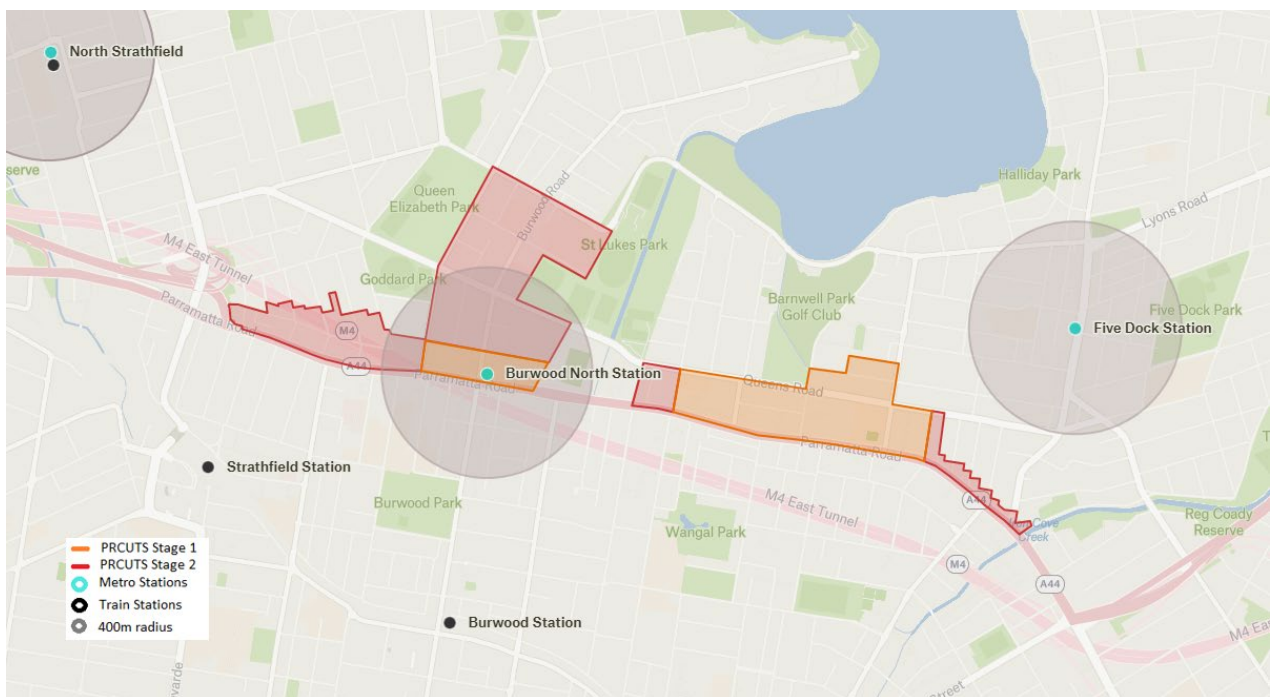 North Strathfield
serve
Queen
Elizabeth Park
Burwood Road
St Lukes Park
Halliday Park
Lyons Road
M4 East Tunnel
Goddard Park
Barnwell Park
Golf Club
Five Dock Park
Five Dock Station
Parramatta Road
M4
A44
Burwood North Station
Parramatta Road
Queens Road
Parramatta Road
Strathfield Station
Burwood Park
M4 East Tunnel
Wangal Park
A44
Iron Cove
Creek
Reg Coady
Reserve
T
M4
A44
PRCUTS Stage 1
PRCUTS Stage 2
Metro Stations
Train Stations
400m radius
Burwood Station
M4 East
Street